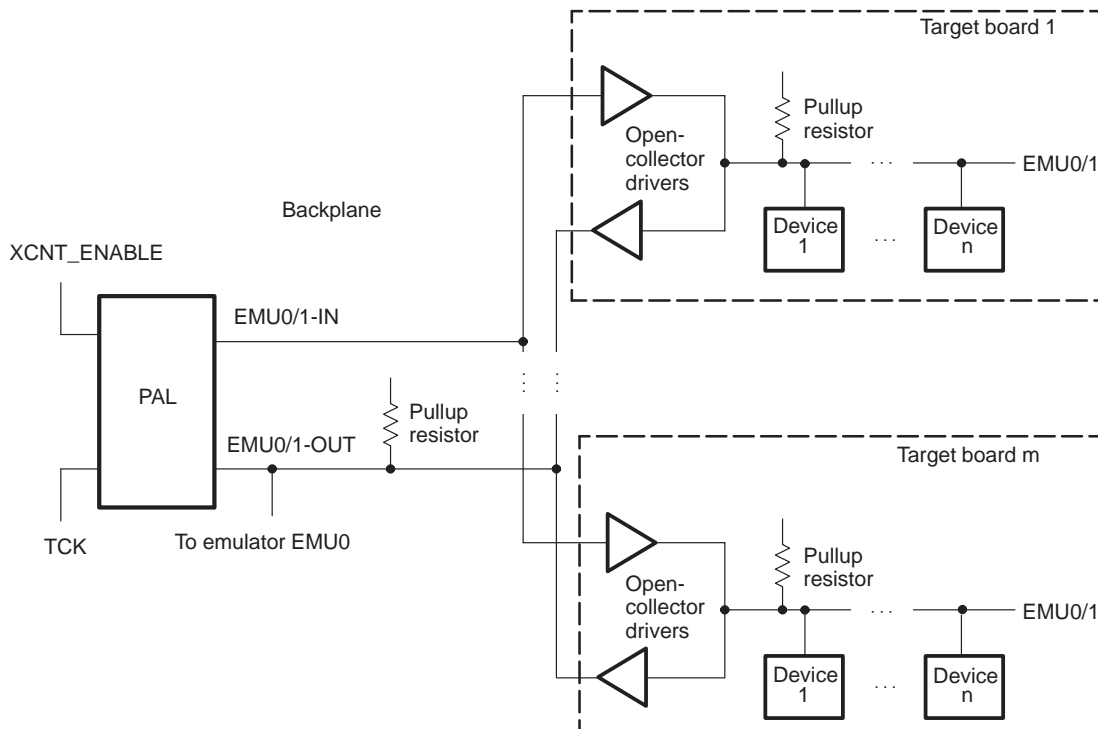 Target board 1
Pullup
resistor
Open-
collector
drivers
EMU0/1
. . .
Device
1
. . .
Device
n
Backplane
XCNT_ENABLE
EMU0/1-IN
PAL
. . .
. . .
Pullup
resistor
EMU0/1-OUT
TCK
To emulator EMU0
Target board m
Pullup
resistor
Open-
collector
drivers
EMU0/1
. . .
Device
1
. . .
Device
n